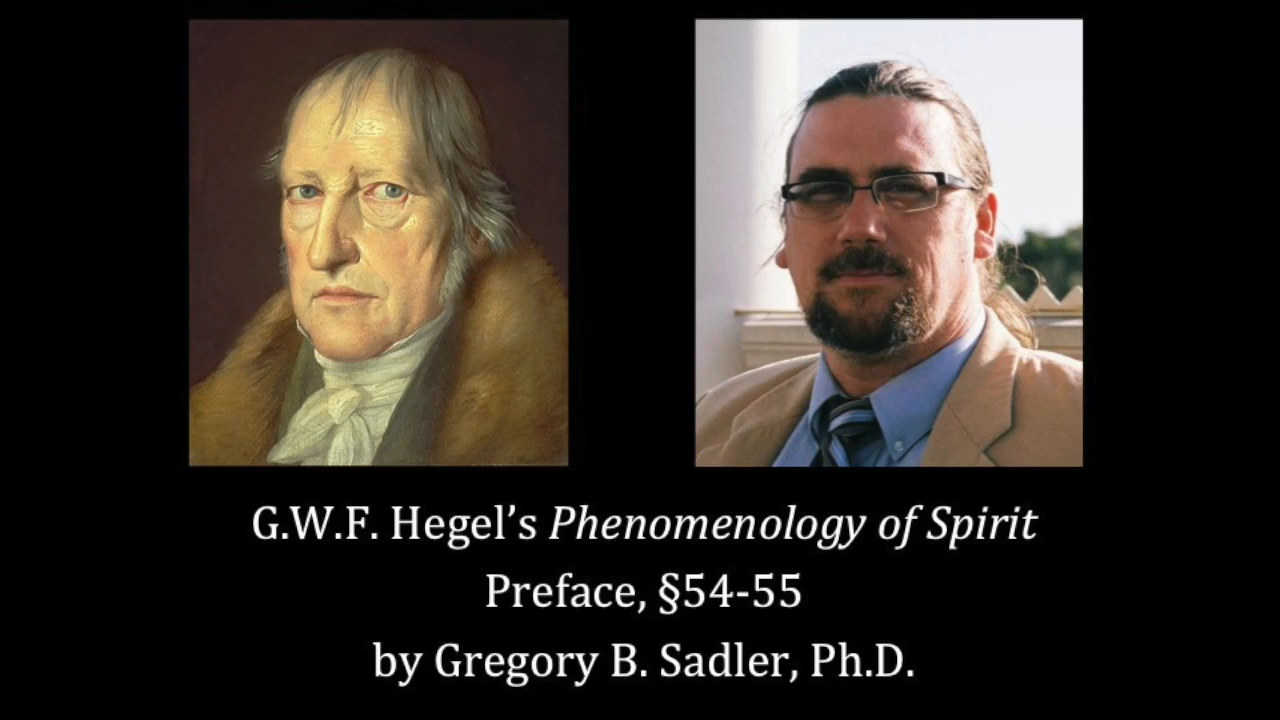 G.W.F. Hegel’s Phenomenology of Spirit
Preface, §54-55
by Gregory B. Sadler, Ph.D.